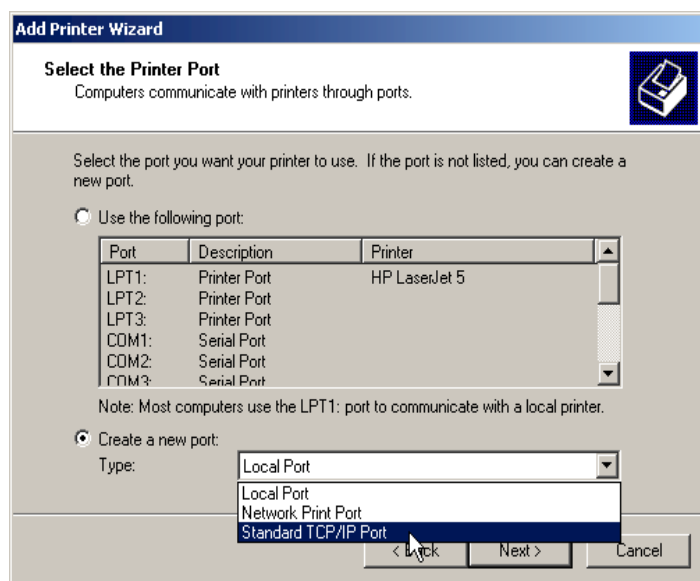 Add Printer Wizard
Select the Printer Port
Computers communicate with printers through ports.
Select the port you want your printer to use. If the port is not listed, you can create a
new port.
Use the following port:
Port Description Printer
LPT1: Printer Port HP LaserJet 5
LPT2: Printer Port
LPT3: Printer Port
COM1: Serial Port
COM2: Serial Port
COM3: Serial Port
Note: Most computers use the LPT1: port to communicate with a local printer.
Create a new port:
Type: Local Port
Local Port
Network Print Port
Standard TCP/IP Port
< Back Next > Cancel